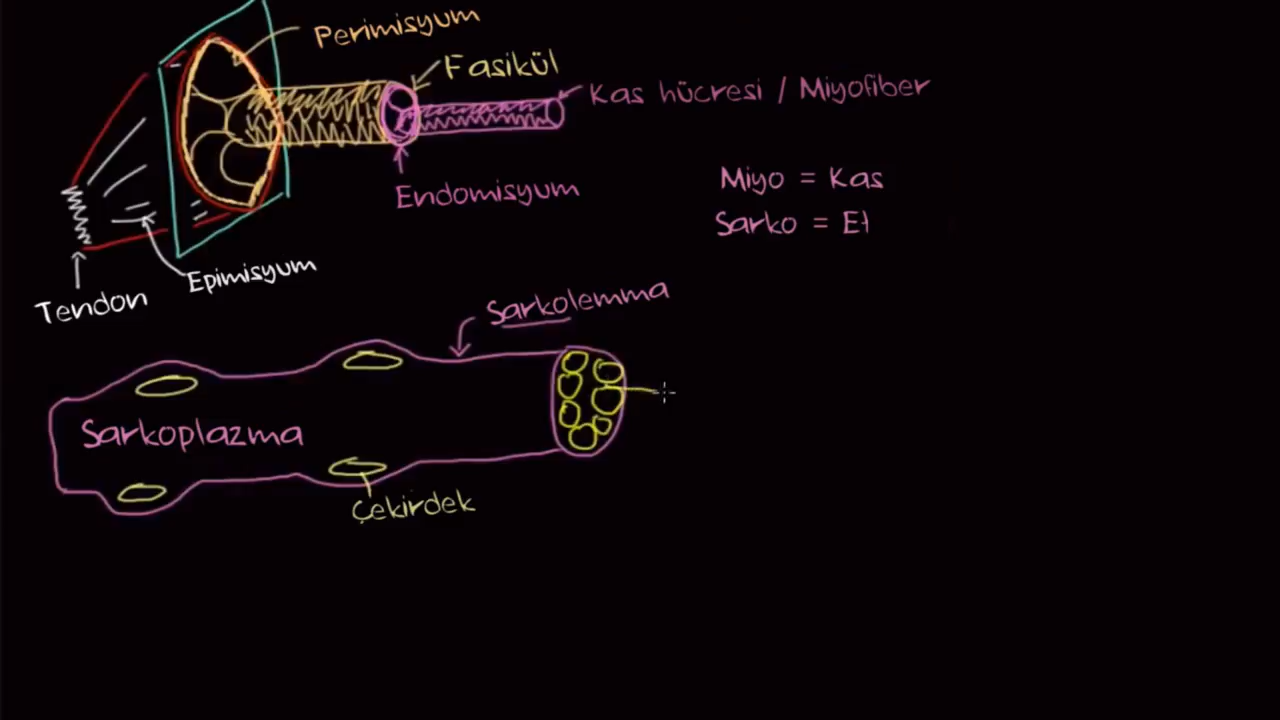 Perimisyum
Fasikül
Kas hücresi / Miyofiber
Endomisyum
Miyo = Kas
Sarko = Et
Epimisyum
Tendon
Sarkolemma
Sarkoplazma
Çekirdek